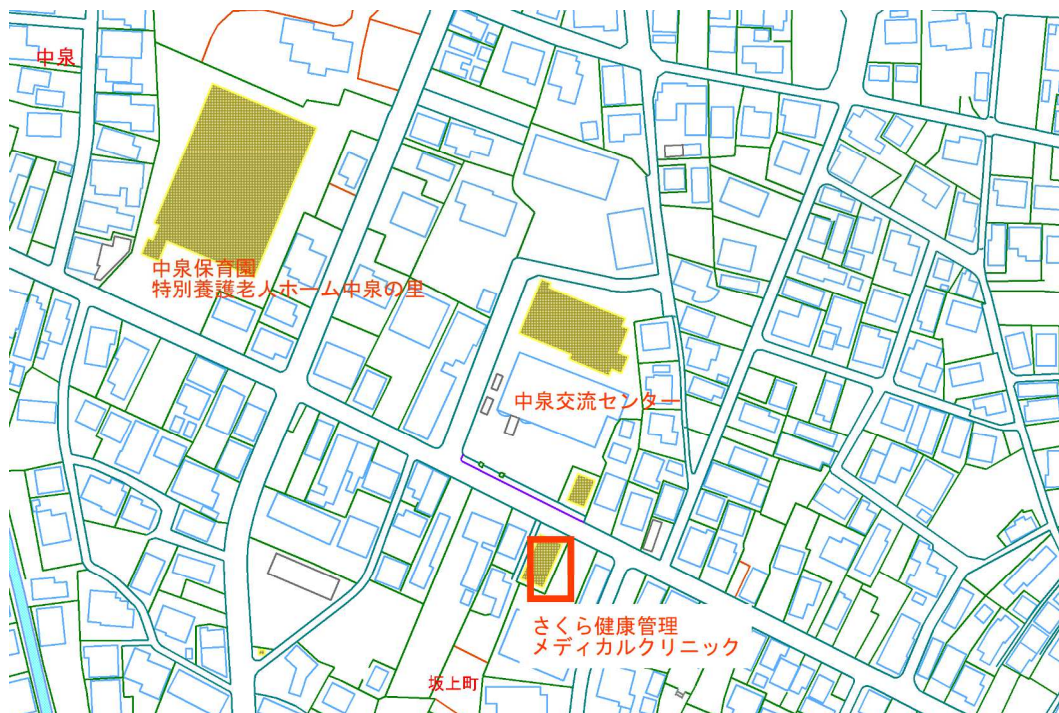 中泉
中泉保育園
特別養護老人ホーム中泉の里
中泉交流センター
さくら健康管理
メディカルクリニック
坂上町